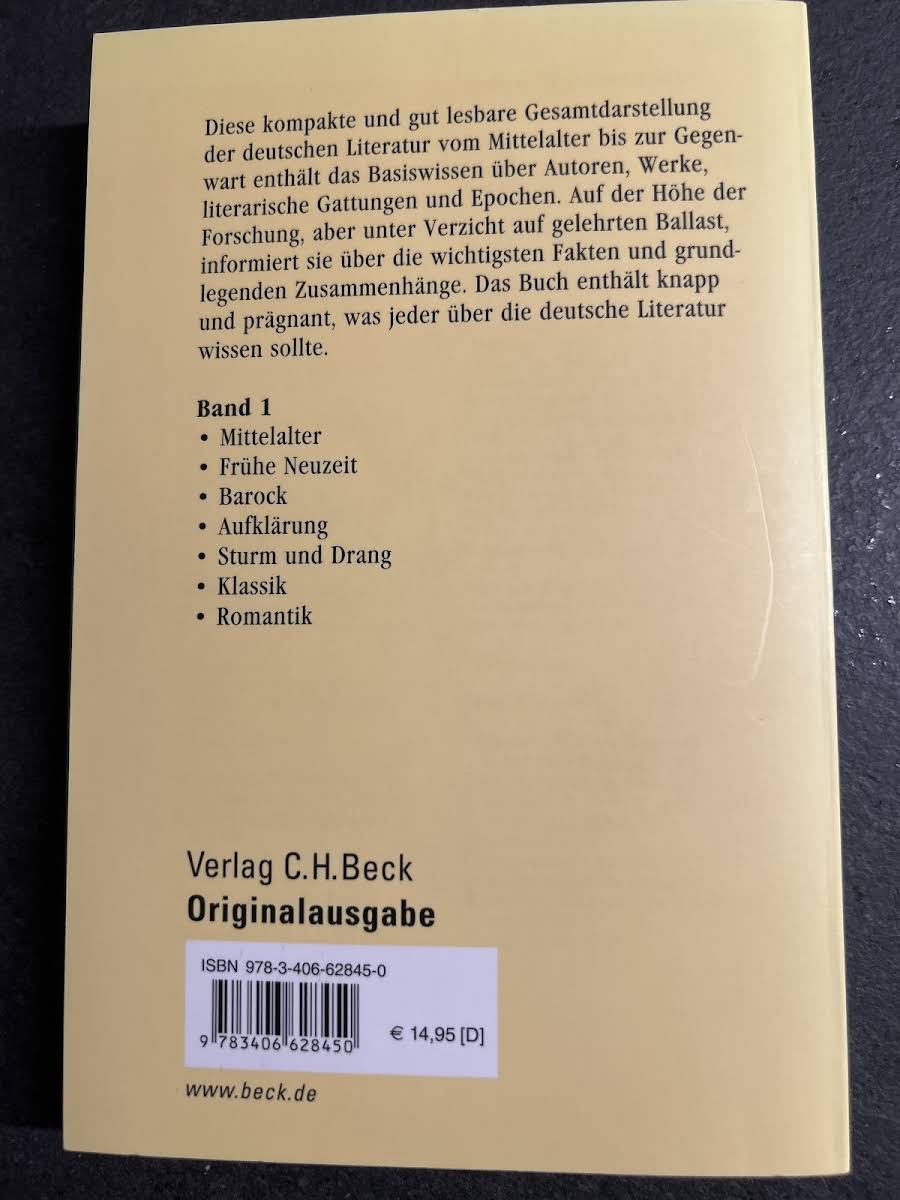 Diese kompakte und gut lesbare Gesamtdarstellung
der deutschen Literatur vom Mittelalter bis zur Gegen-
wart enthält das Basiswissen über Autoren, Werke,
literarische Gattungen und Epochen. Auf der Höhe der
Forschung, aber unter Verzicht auf gelehrten Ballast,
informiert sie über die wichtigsten Fakten und grund-
legenden Zusammenhänge. Das Buch enthält knapp
und prägnant, was jeder über die deutsche Literatur
wissen sollte.
Band 1
• Mittelalter
• Frühe Neuzeit
• Barock
• Aufklärung
• Sturm und Drang
• Klassik
• Romantik
Verlag C.H.Beck
Originalausgabe
ISBN 978-3-406-62845-0
9 783406 628450
€ 14,95 [D]
www.beck.de